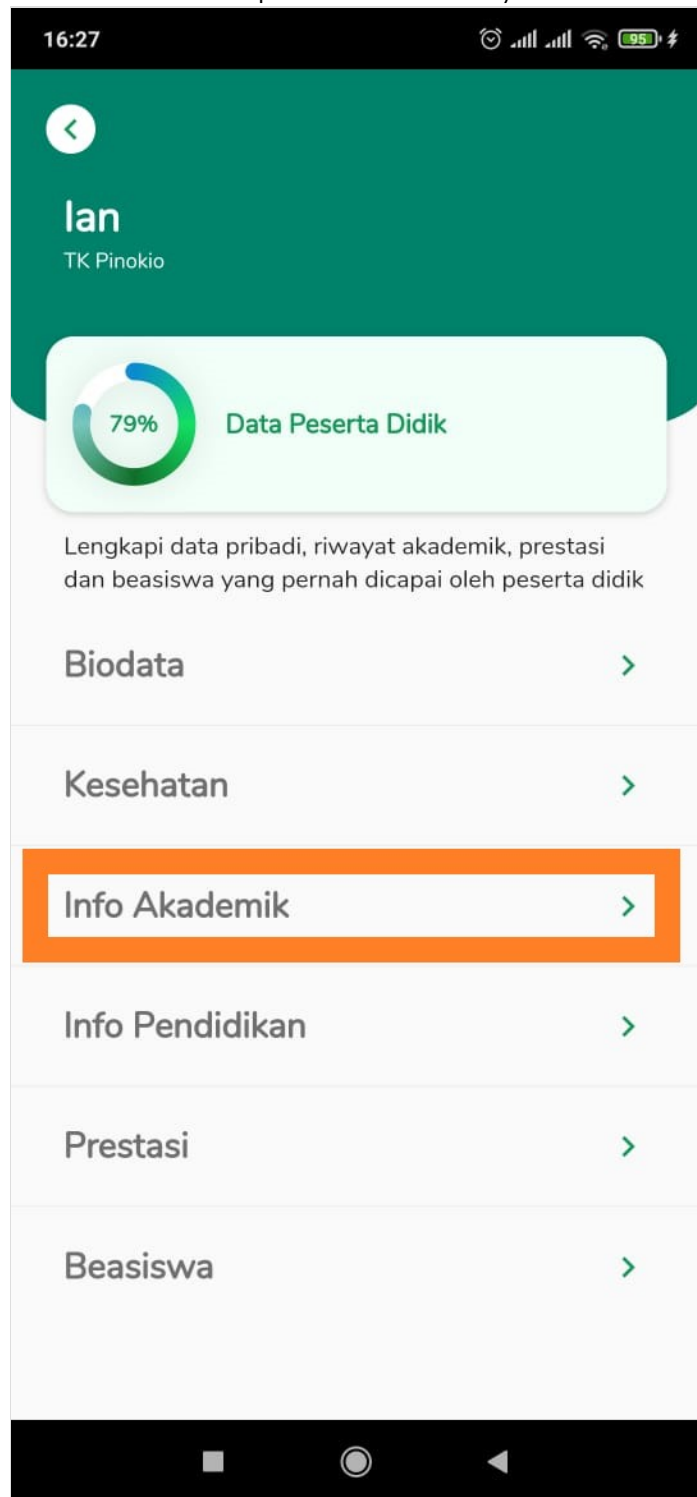 16:27
95
Ian
TK Pinokio
79%
Data Peserta Didik
Lengkapi data pribadi, riwayat akademik, prestasi
dan beasiswa yang pernah dicapai oleh peserta didik
Biodata
Kesehatan
Info Akademik
Info Pendidikan
Prestasi
Beasiswa